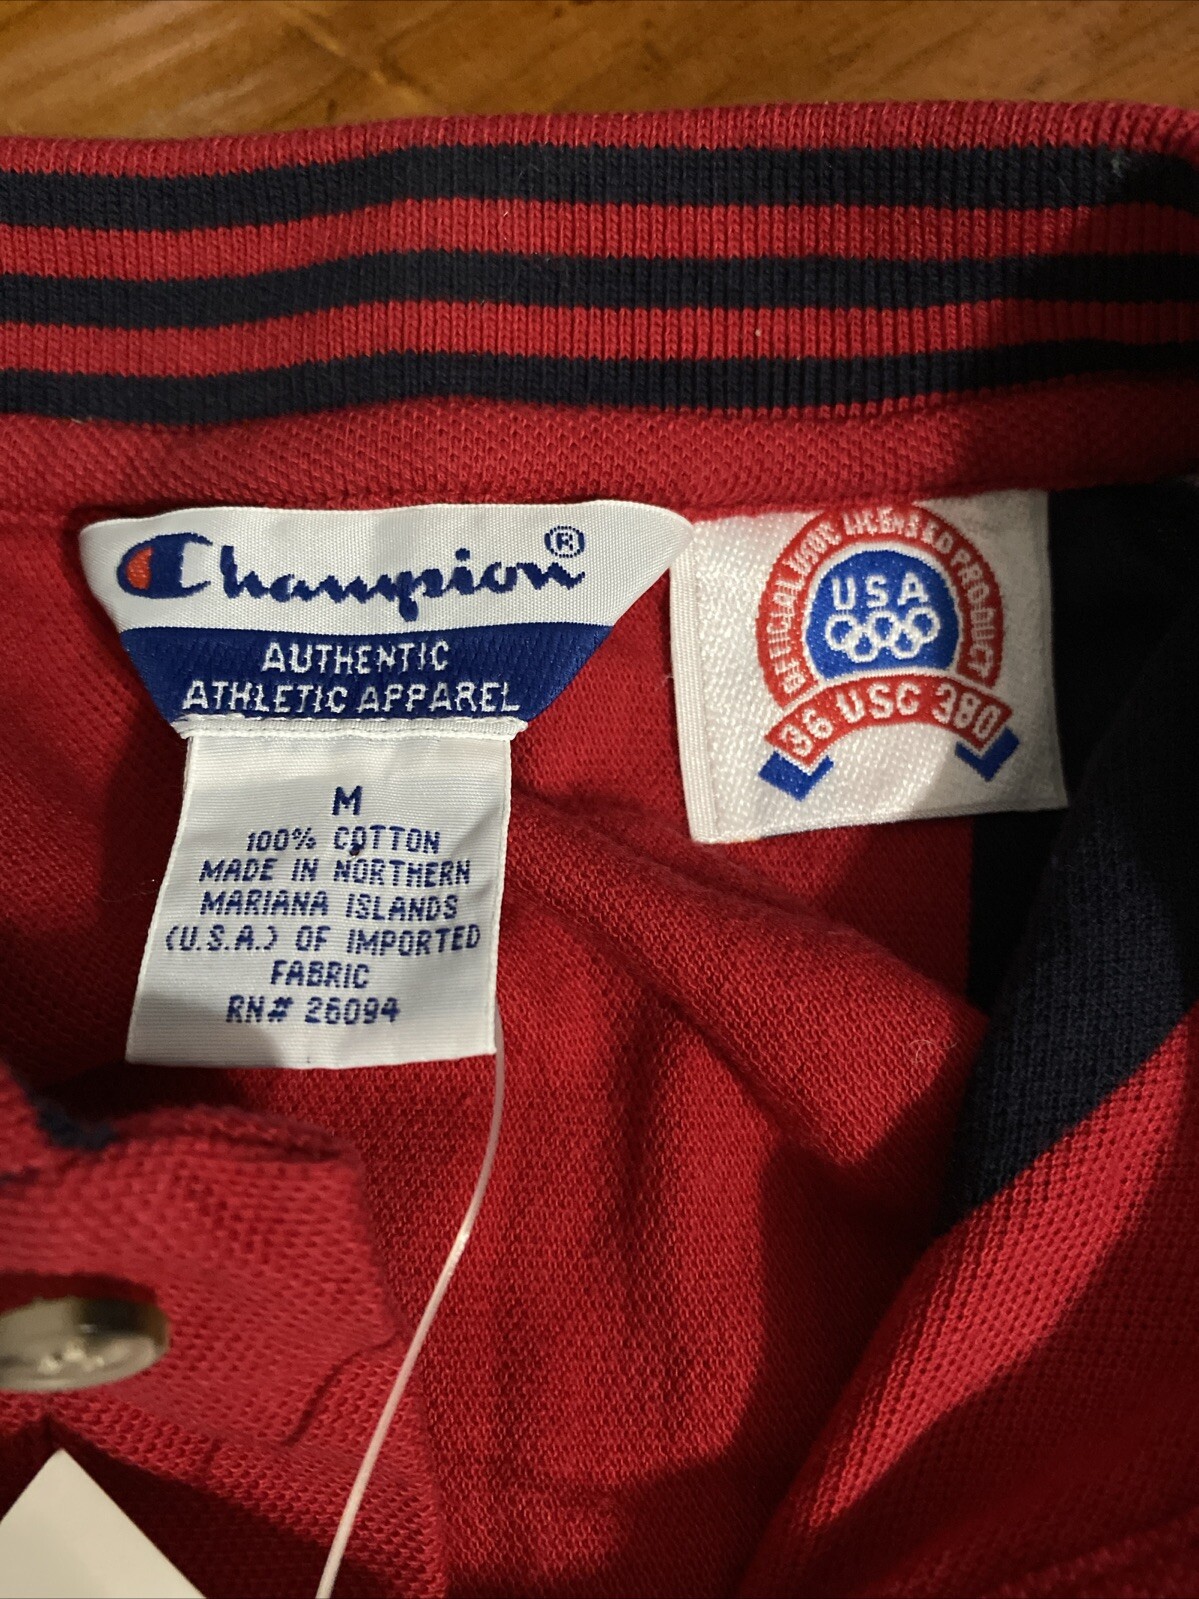 Champion®
AUTHENTIC
ATHLETIC APPAREL
M
100% COTTON
MADE IN NORTHERN
MARIANA ISLANDS
(U.S.A.) OF IMPORTED
FABRIC
RN# 26094
OFFICIAL USOC LICENSED PRODUCT
USA
36 USC 380